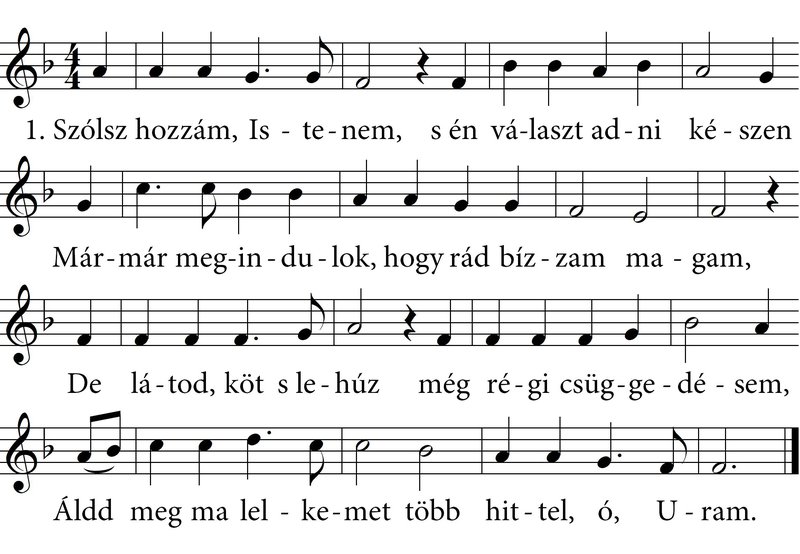 1. Szólsz hozzám, Is - te - nem, s én vá - laszt ad - ni ké - szen
Már - már meg - in - du - lok, hogy rád bíz - zam ma - gam,
De lá - tod, köt s le - húz még ré - gi csüg - ge - dé - sem,
Áldd meg ma lel - ke - met több hit - tel, ó, U - ram.